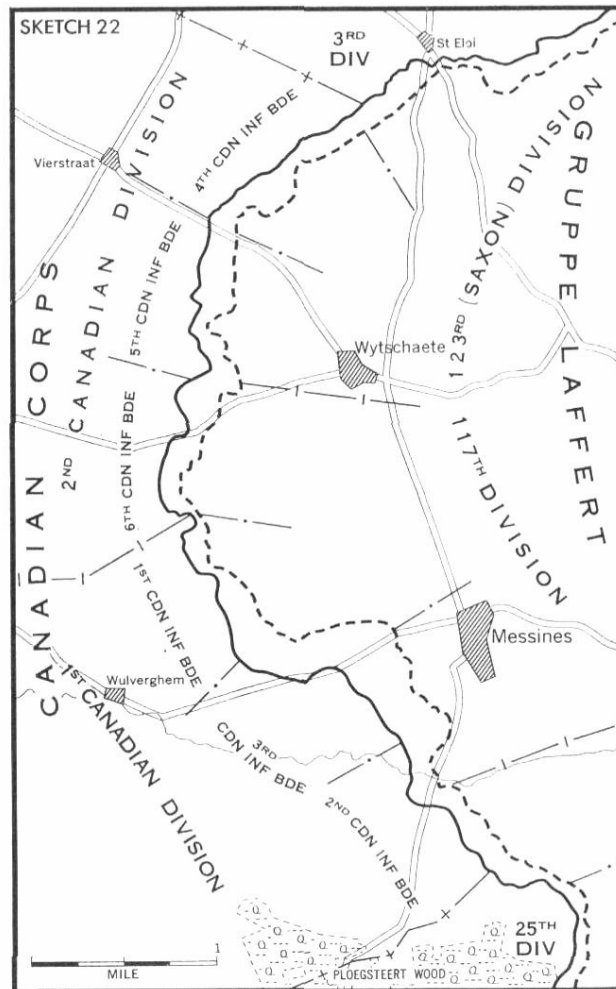 SKETCH 22
3RD
DIV
St Eloi
Vierstraat
4TH CDN INF BDE
5TH CDN INF BDE
6TH CDN INF BDE
CANADIAN CORPS
2ND CANADIAN DIVISION
123RD (SAXON) DIVISION
GRUPPE LAFFERT
Wytschaete
117TH DIVISION
1ST CDN INF BDE
Messines
Wulverghem
1ST CANADIAN DIVISION
3RD
CDN INF BDE
2ND CDN INF BDE
25TH
DIV
1
MILE
PLOEGSTEERT WOOD